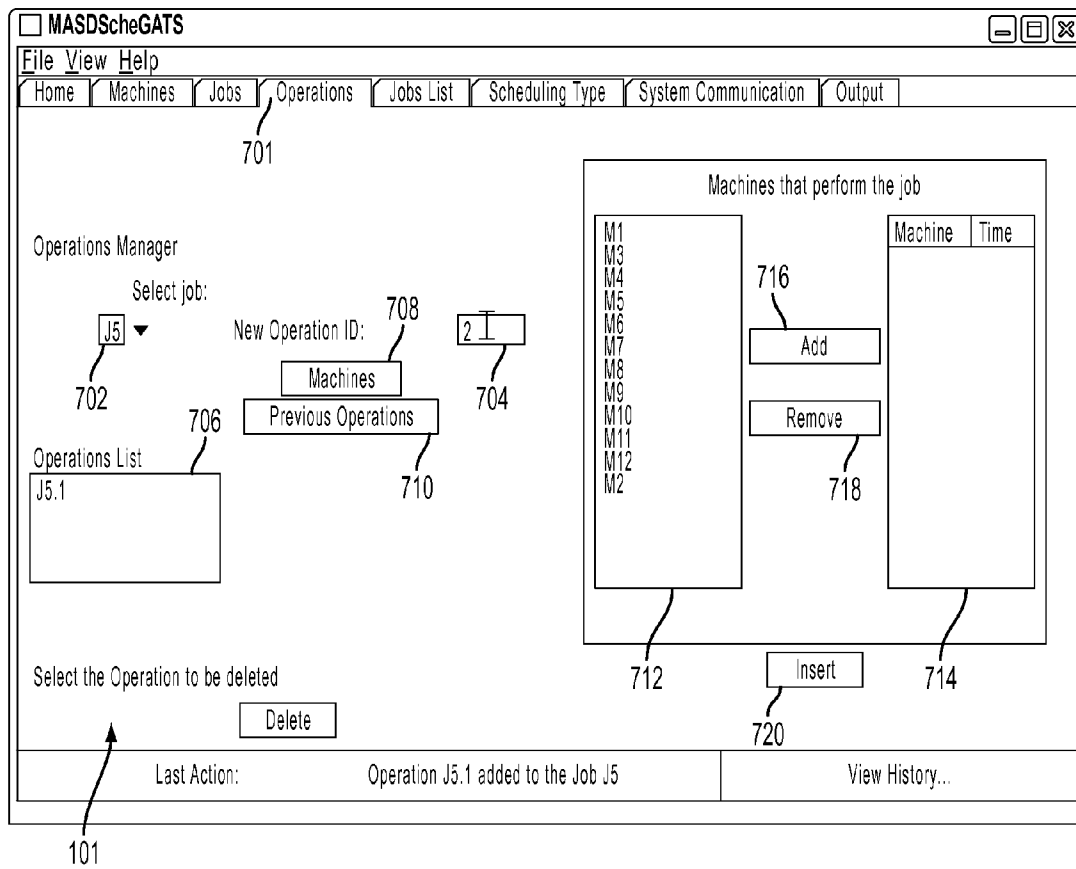 MASDScheGATS
File View Help
Home Machines Jobs Operations Jobs List Scheduling Type System Communication Output
701
Machines that perform the job
Operations Manager
Select job:
J5
702
New Operation ID:
708
2
704
Machines
Previous Operations
710
706
Operations List
J5.1
M1
M3
M4
M5
M6
M7
M8
M9
M10
M11
M12
M2
712
716
Add
Remove
718
Machine Time
714
Insert
720
Select the Operation to be deleted
Delete
Last Action: Operation J5.1 added to the Job J5 View History...
101